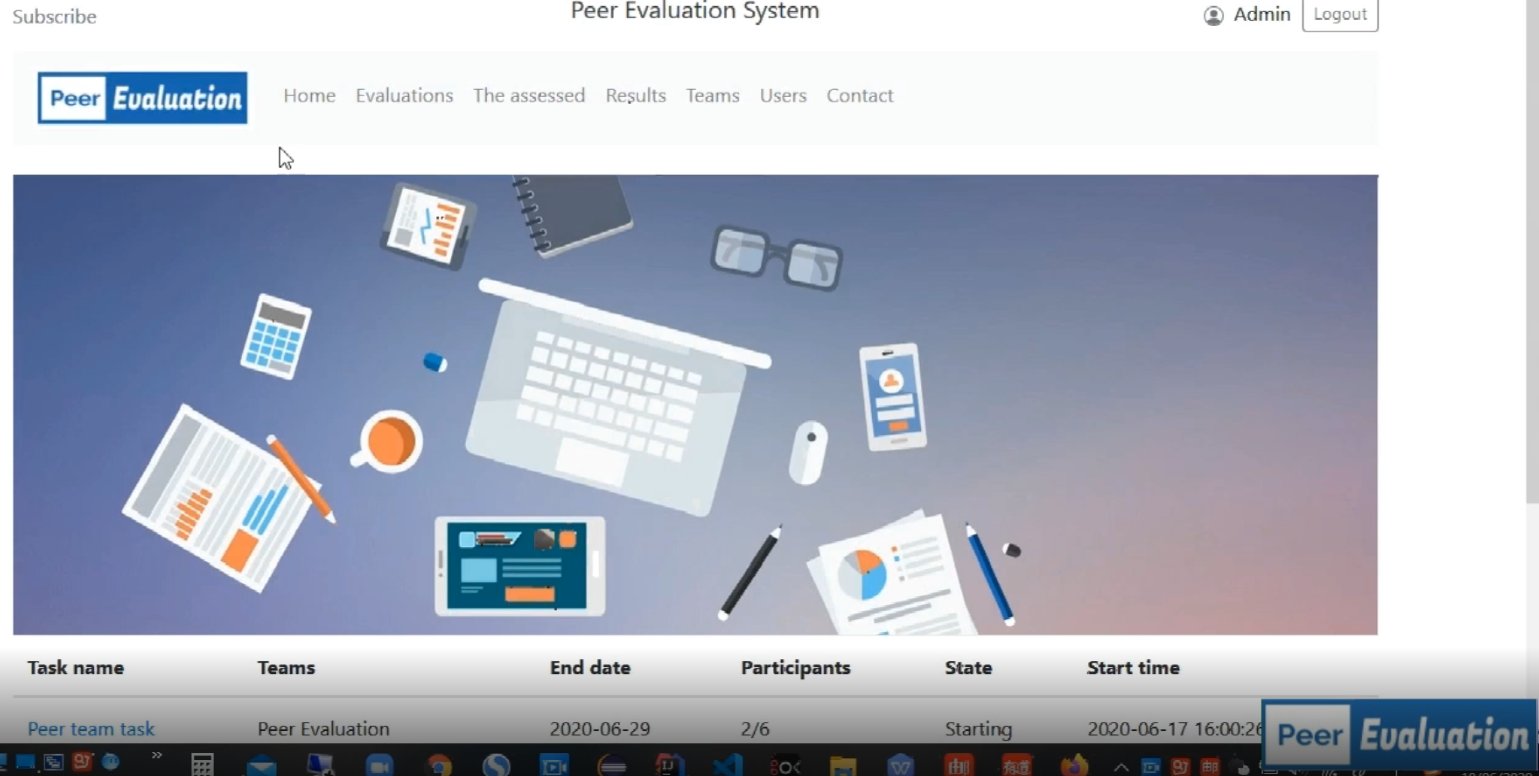 Subscribe
Peer Evaluation System
Admin
Logout
Peer Evaluation
Home Evaluations The assessed Results Teams Users Contact
Task name Teams End date Participants State Start time
Peer team task Peer Evaluation 2020-06-29 2/6 Starting 2020-06-17 16:00:26
Peer Evaluation